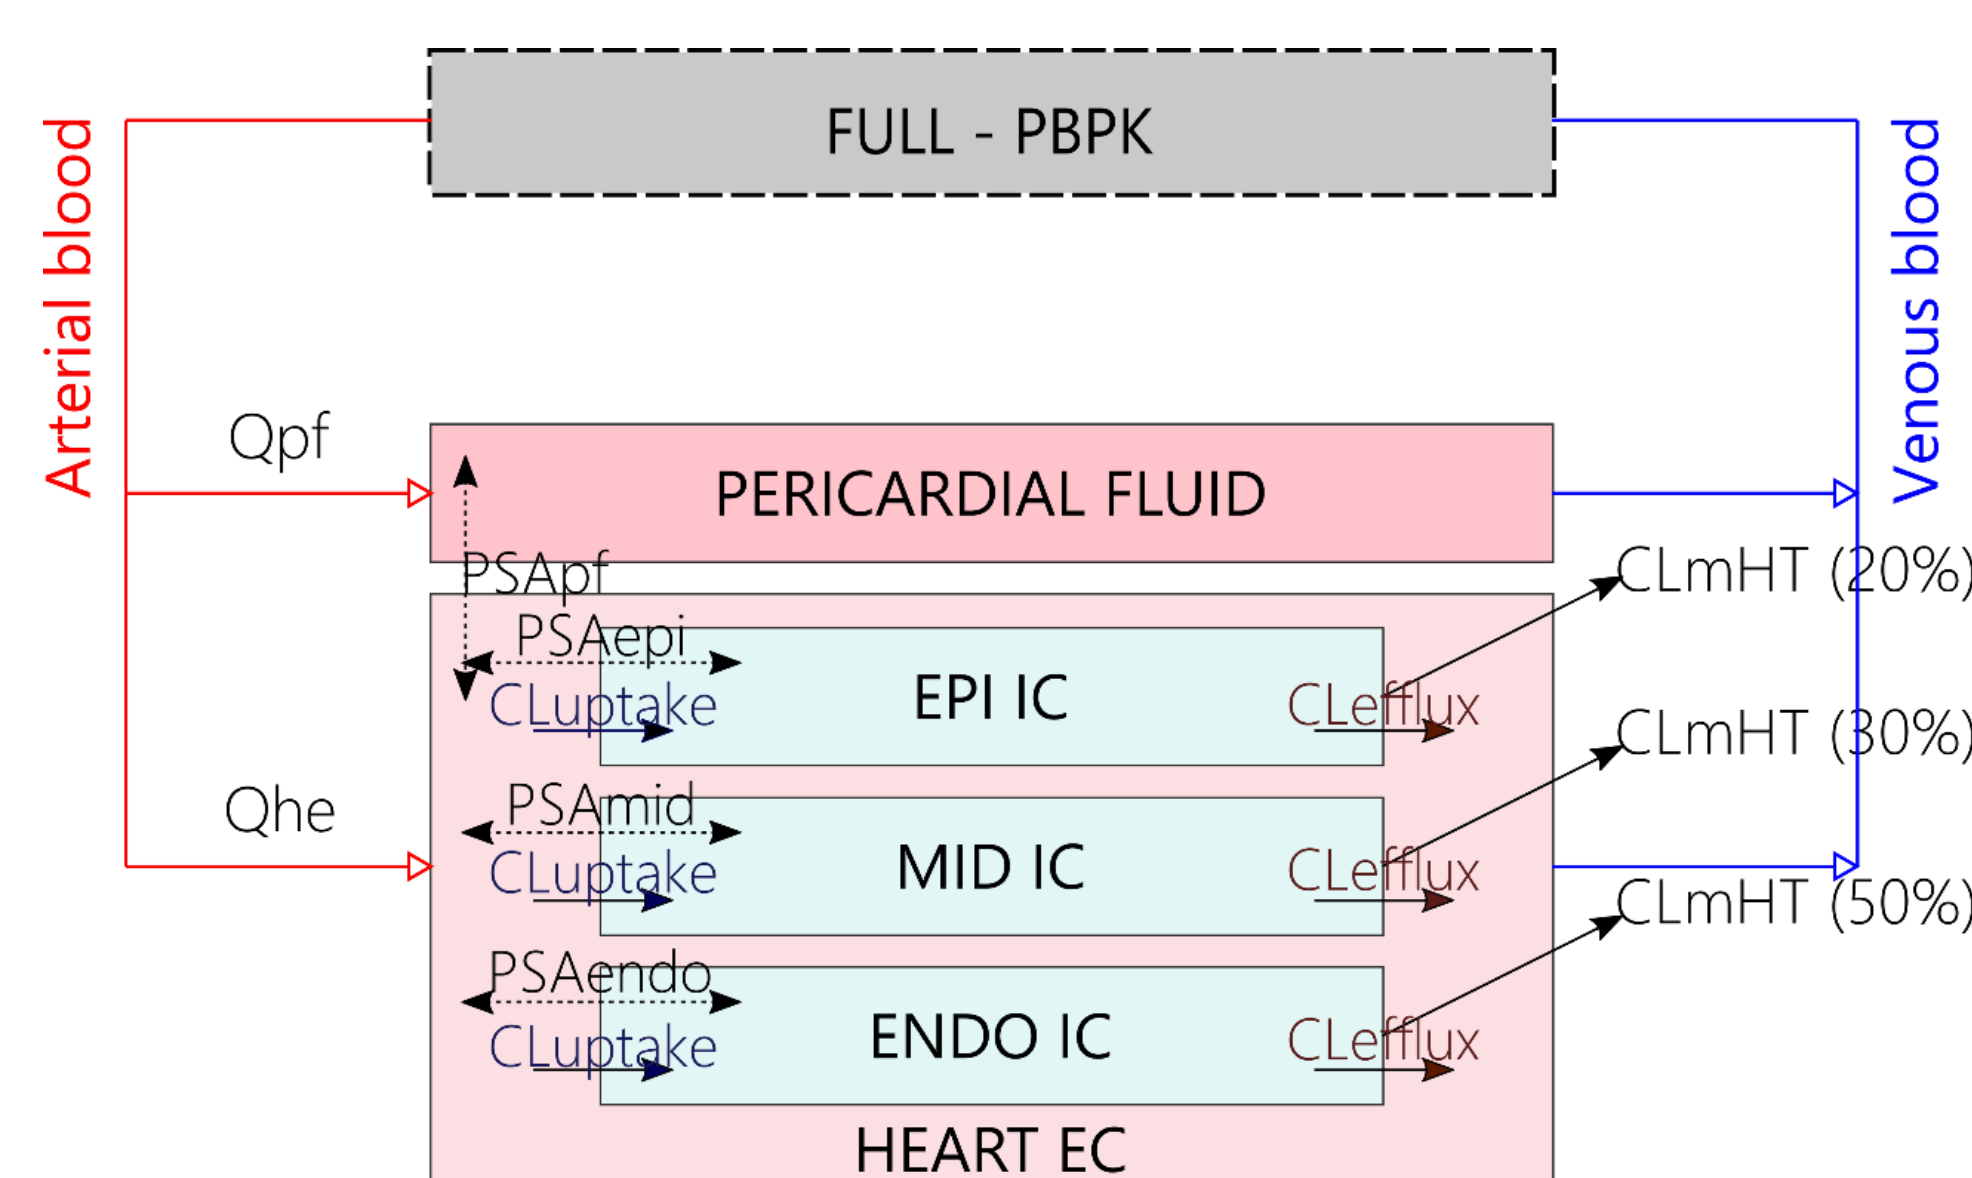 FULL - PBPK
Arterial blood
Venous blood
Qpf
PERICARDIAL FLUID
PSApf
CLmHT (20%)
PSAepi
EPI IC
CLuptake
CLefflux
CLmHT (30%)
Qhe
PSAmid
MID IC
CLuptake
CLefflux
CLmHT (50%)
PSAendo
ENDO IC
CLuptake
CLefflux
HEART EC